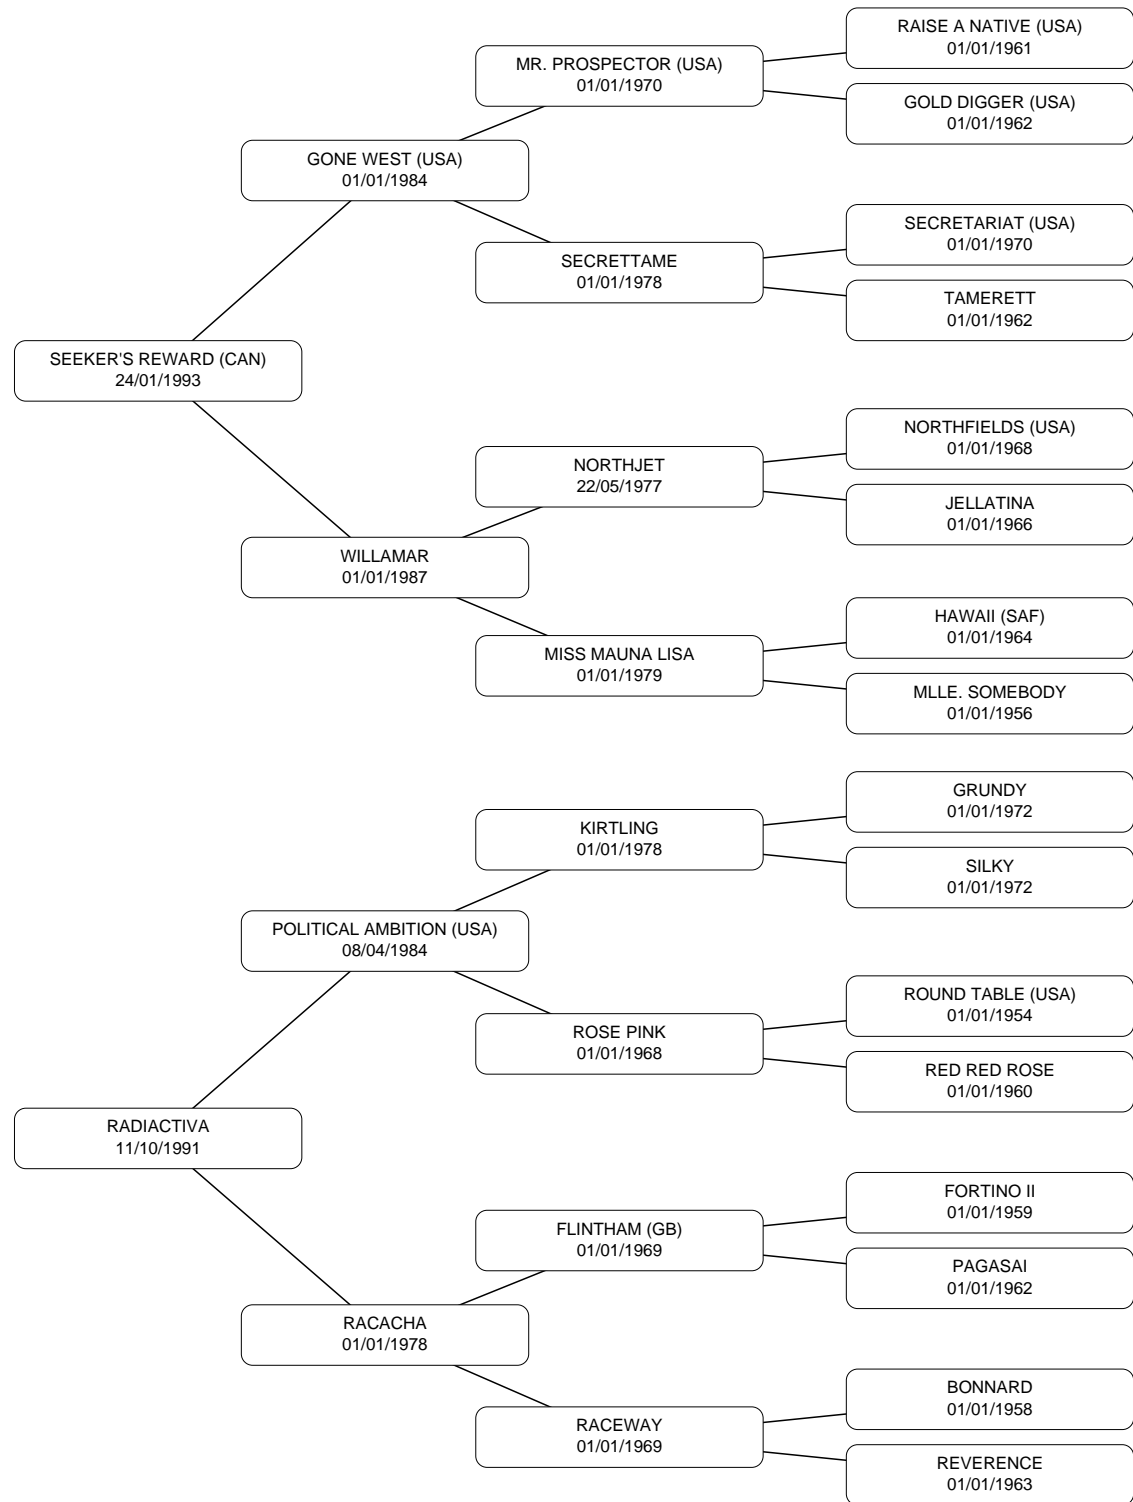 RAISE A NATIVE (USA)
01/01/1961
MR. PROSPECTOR (USA)
01/01/1970
GOLD DIGGER (USA)
01/01/1962
GONE WEST (USA)
01/01/1984
SECRETARIAT (USA)
01/01/1970
SECRETTAME
01/01/1978
TAMERETT
01/01/1962
SEEKER'S REWARD (CAN)
24/01/1993
NORTHFIELDS (USA)
01/01/1968
NORTHJET
22/05/1977
JELLATINA
01/01/1966
WILLAMAR
01/01/1987
HAWAII (SAF)
01/01/1964
MISS MAUNA LISA
01/01/1979
MLLE. SOMEBODY
01/01/1956
GRUNDY
01/01/1972
KIRTLING
01/01/1978
SILKY
01/01/1972
POLITICAL AMBITION (USA)
08/04/1984
ROUND TABLE (USA)
01/01/1954
ROSE PINK
01/01/1968
RED RED ROSE
01/01/1960
RADIACTIVA
11/10/1991
FORTINO II
01/01/1959
FLINTHAM (GB)
01/01/1969
PAGASAI
01/01/1962
RACACHA
01/01/1978
BONNARD
01/01/1958
RACEWAY
01/01/1969
REVERENCE
01/01/1963